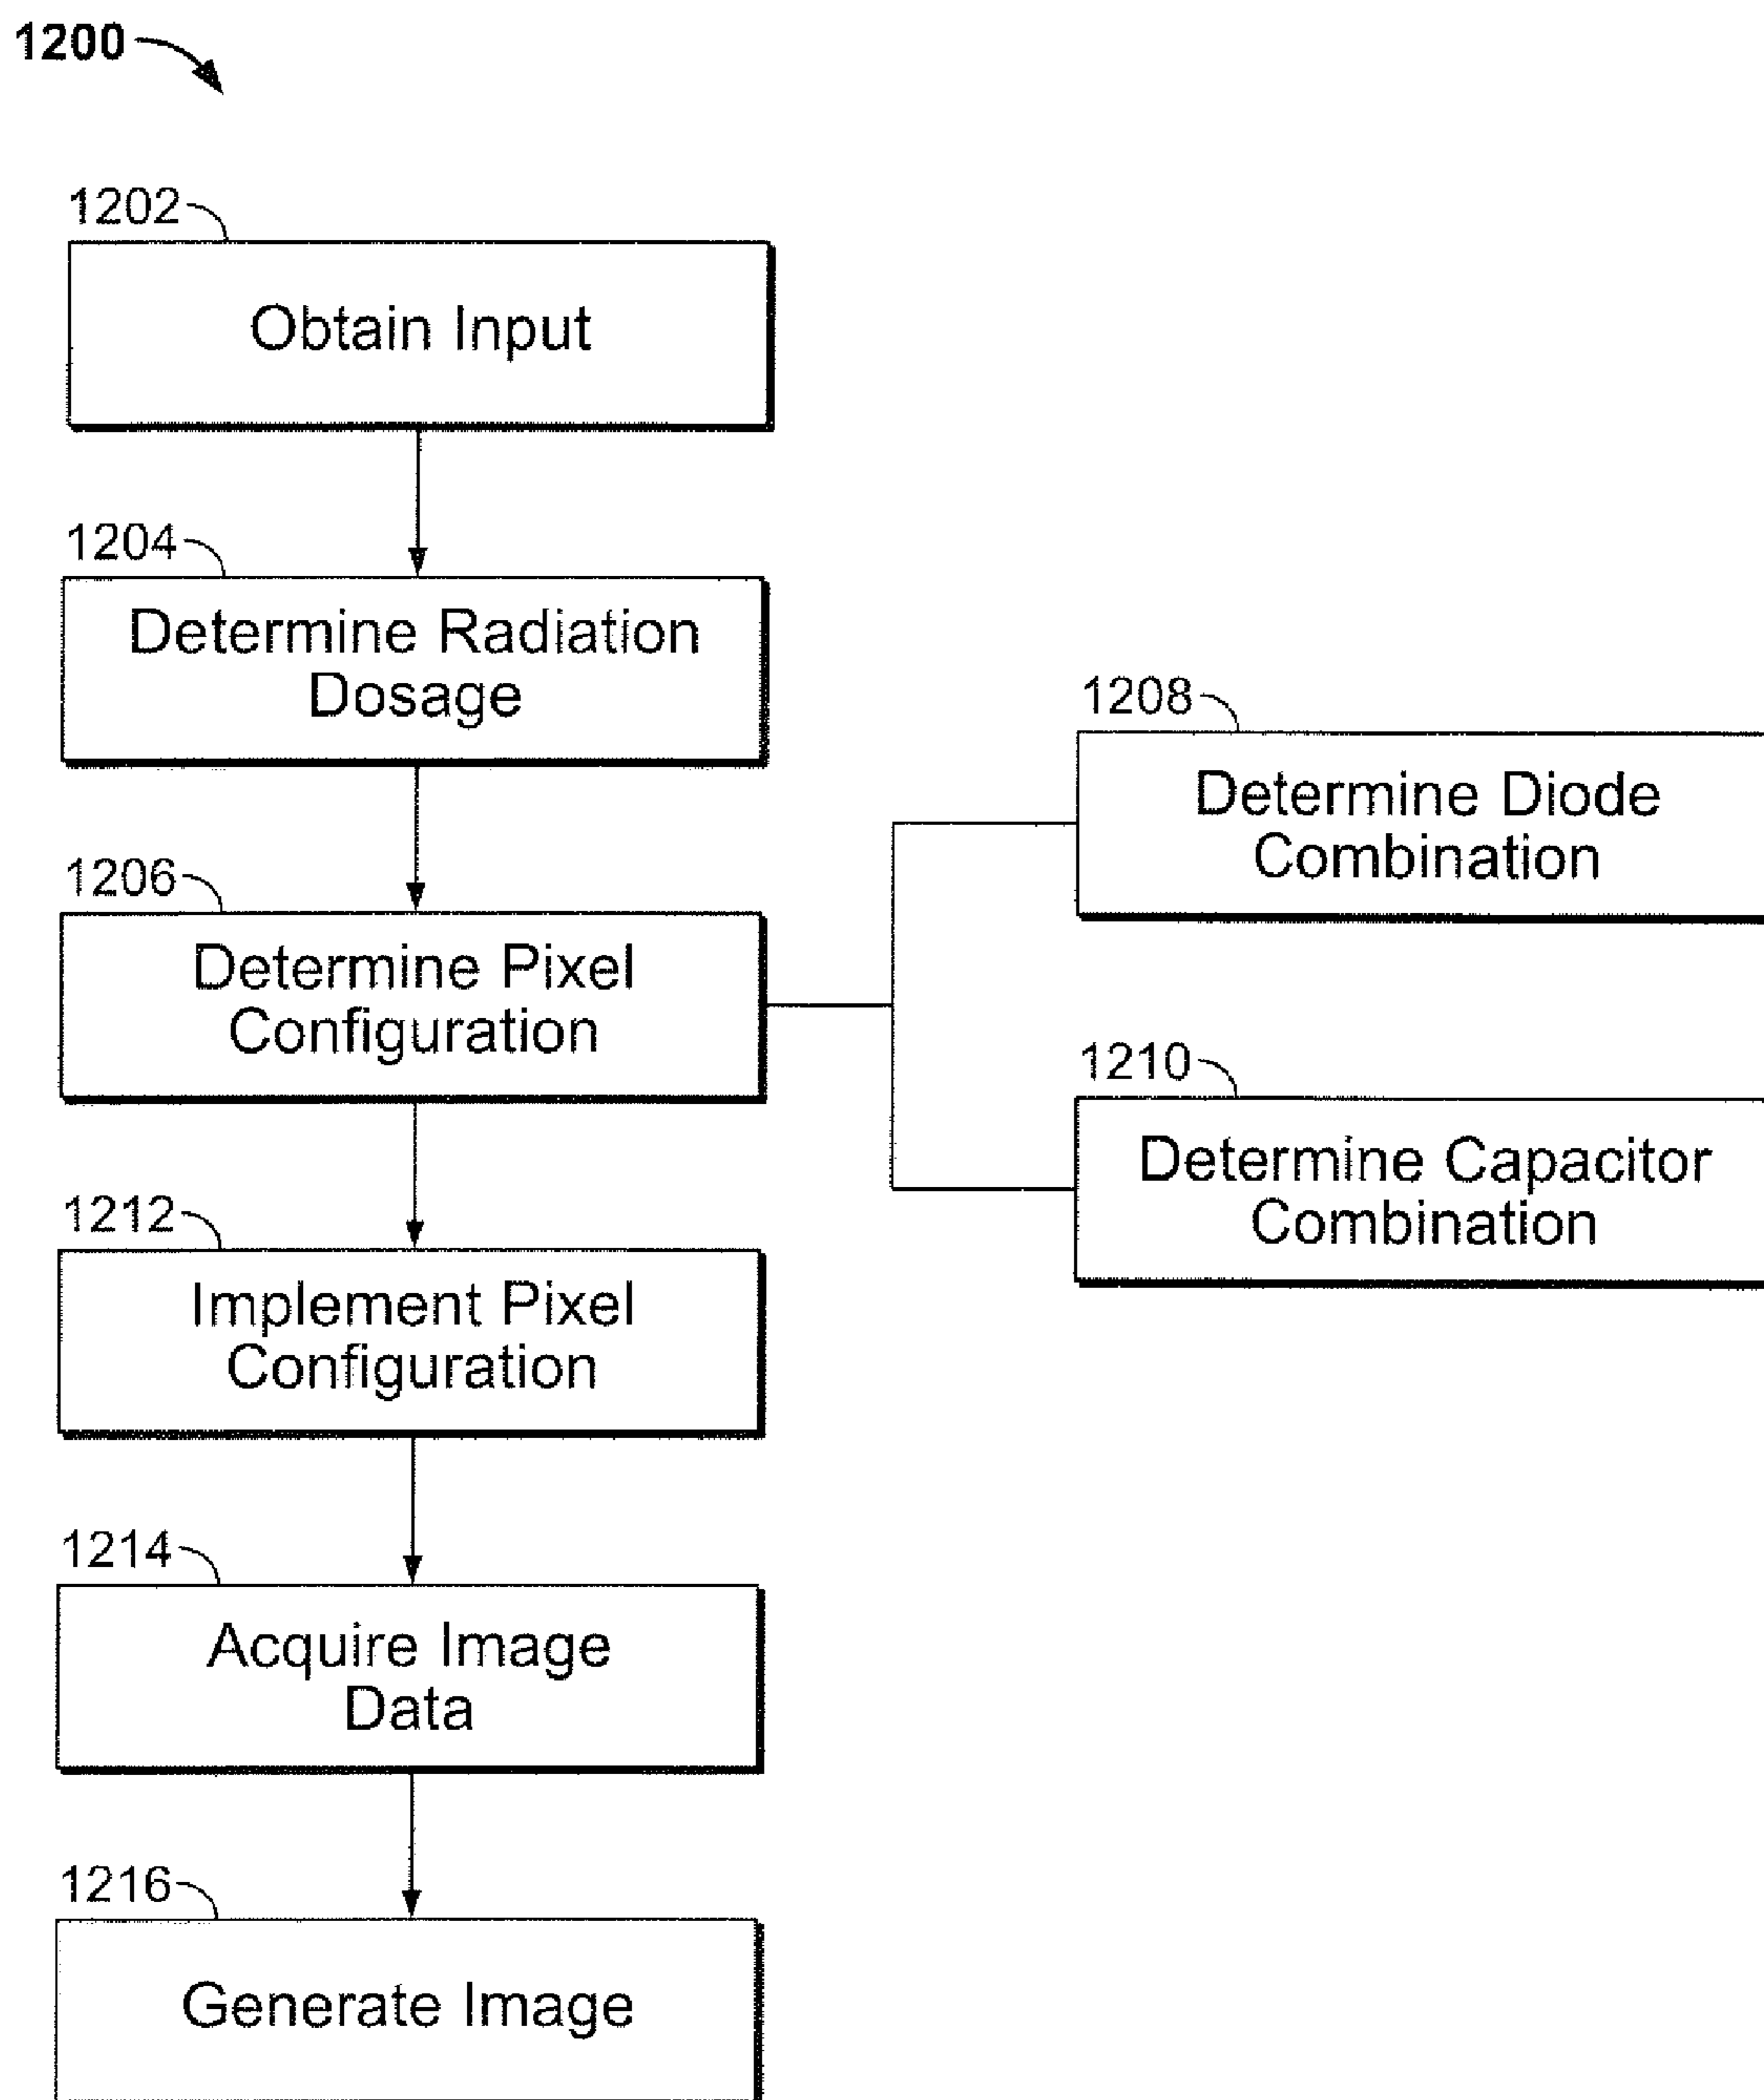 1200
1202
Obtain Input
1204
Determine Radiation
Dosage
1206
Determine Pixel
Configuration
1208
Determine Diode
Combination
1210
Determine Capacitor
Combination
1212
Implement Pixel
Configuration
1214
Acquire Image
Data
1216
Generate Image